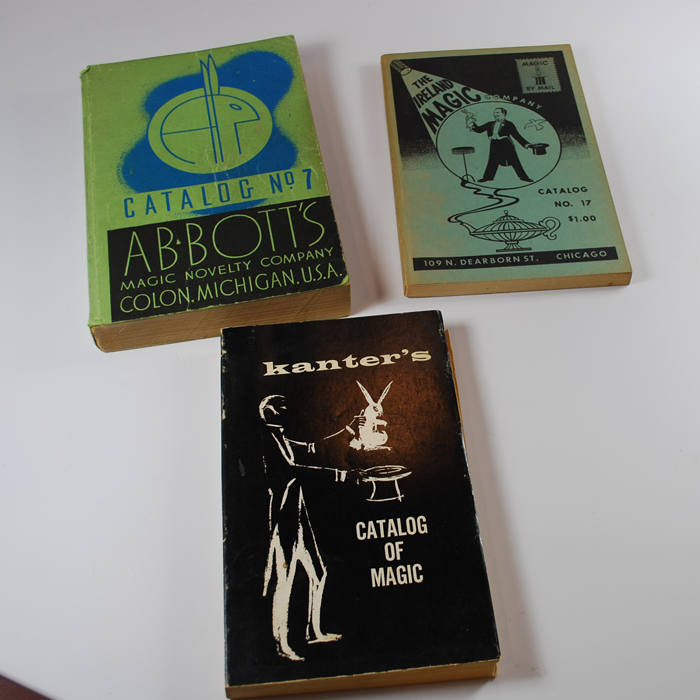 CATALOG Nº 7
ABBOTT'S
MAGIC NOVELTY COMPANY
COLON, MICHIGAN, U.S.A.
THE
IRELAND
MAGIC COMPANY
MAGIC
BY MAIL
CATALOG
NO. 17
$1.00
109 N. DEARBORN ST. CHICAGO
kanter's
CATALOG
OF
MAGIC